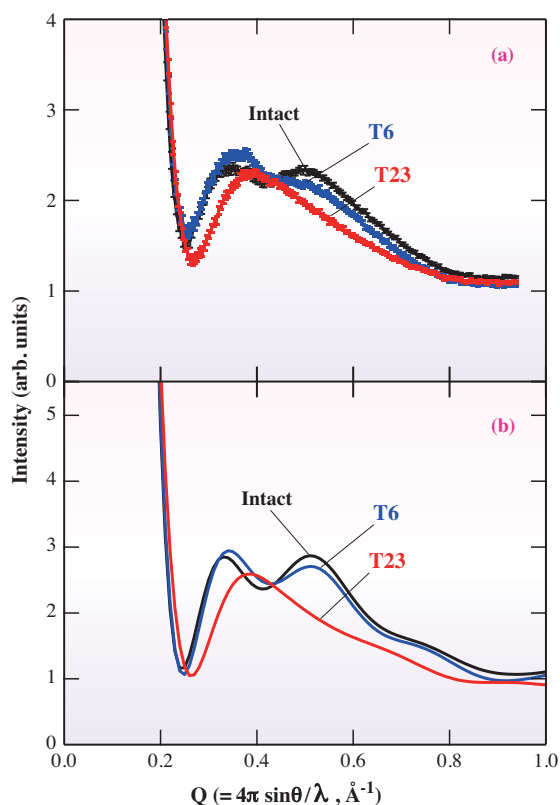 4
(a)
Intact
T6
3
T23
2
1
0
Intensity (arb. units)
5
(b)
Intact
T6
4
T23
3
2
1
0
0.0 0.2 0.4 0.6 0.8 1.0
Q (= 4π sinθ/λ , Å⁻¹)